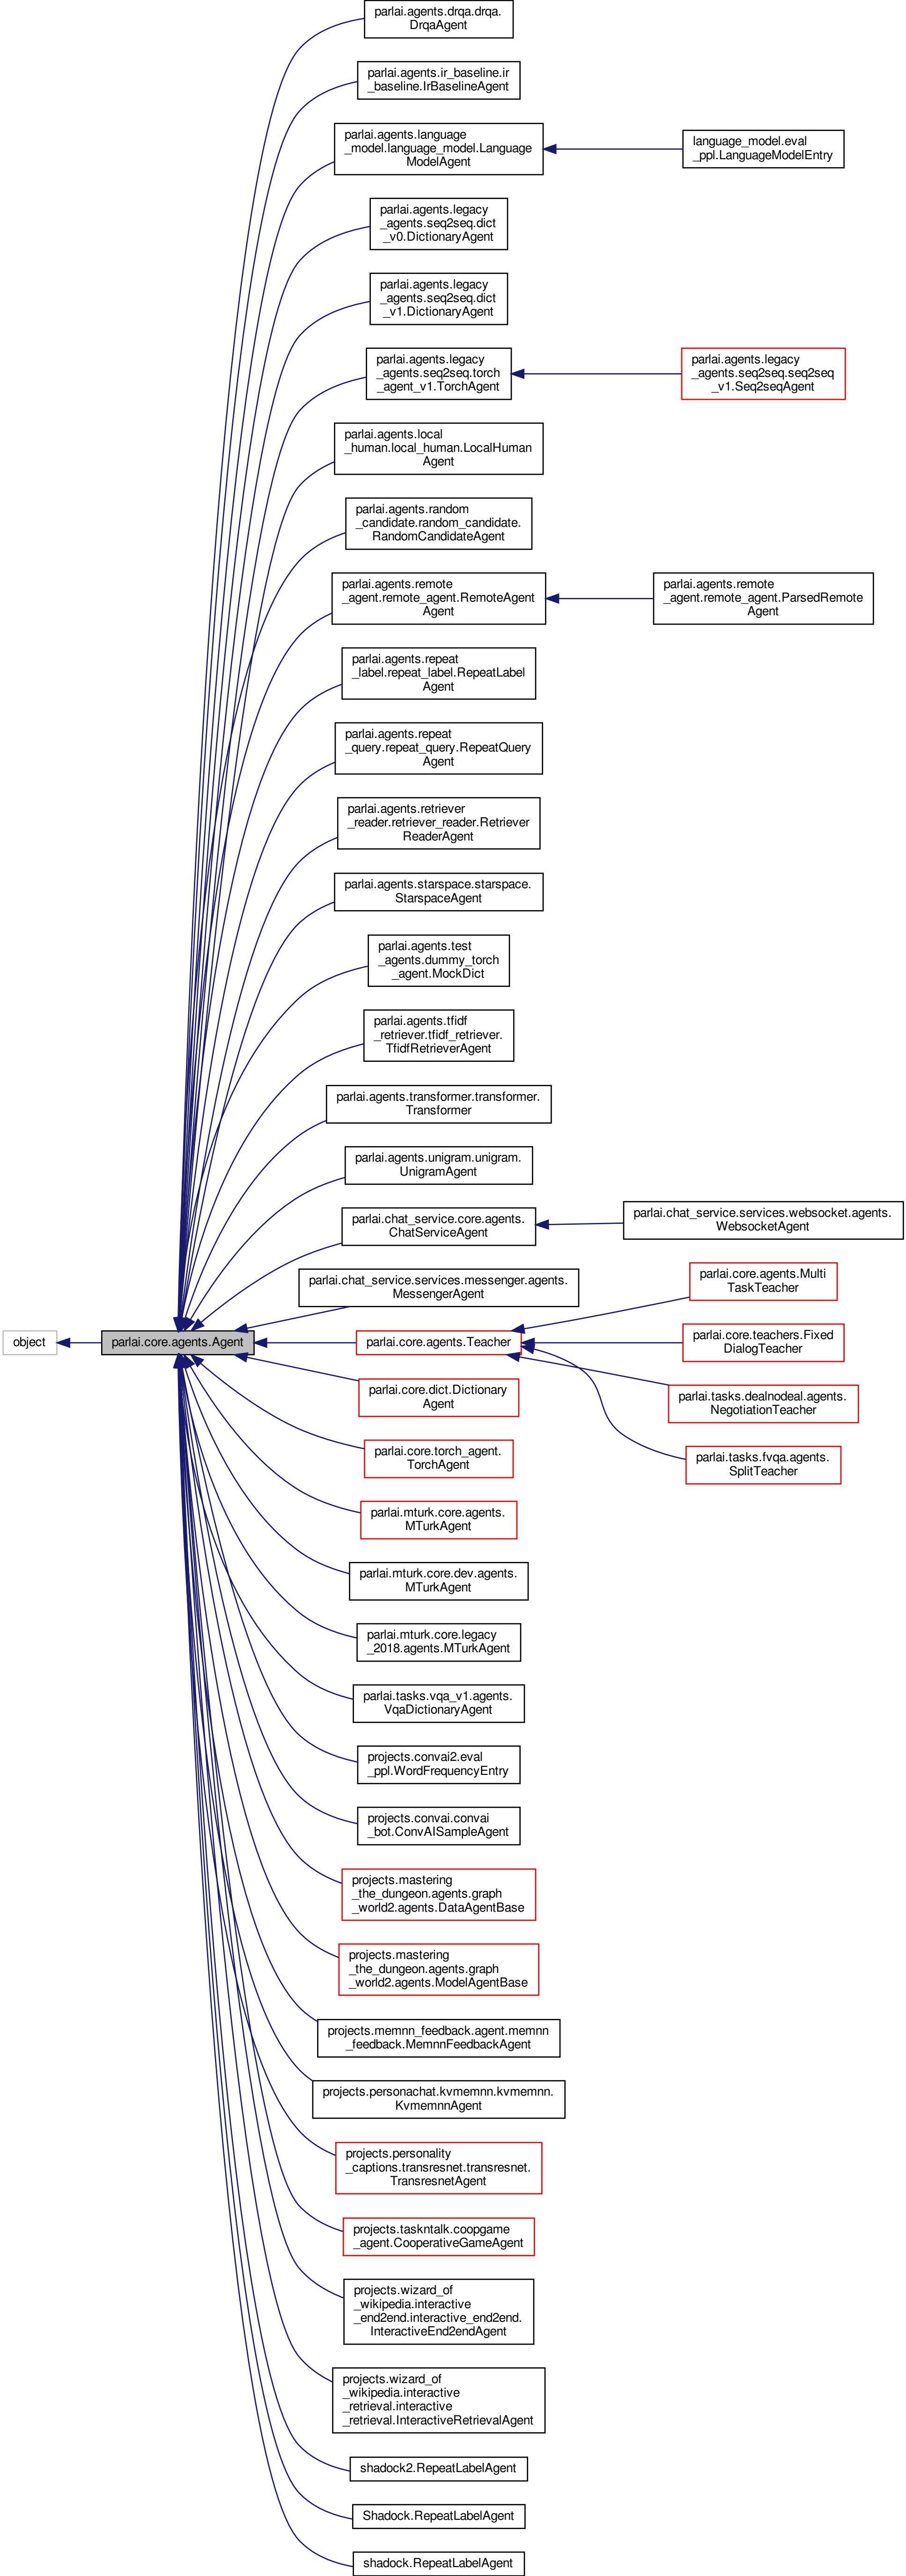 parlai.agents.drqa.drqa.
DrqaAgent
parlai.agents.ir_baseline.ir
_baseline.IrBaselineAgent
parlai.agents.language
_model.language_model.Language
ModelAgent
language_model.eval
_ppl.LanguageModelEntry
parlai.agents.legacy
_agents.seq2seq.dict
_v0.DictionaryAgent
parlai.agents.legacy
_agents.seq2seq.dict
_v1.DictionaryAgent
parlai.agents.legacy
_agents.seq2seq.torch
_agent_v1.TorchAgent
parlai.agents.legacy
_agents.seq2seq.seq2seq
_v1.Seq2seqAgent
parlai.agents.local
_human.local_human.LocalHuman
Agent
parlai.agents.random
_candidate.random_candidate.
RandomCandidateAgent
parlai.agents.remote
_agent.remote_agent.RemoteAgent
Agent
parlai.agents.remote
_agent.remote_agent.ParsedRemote
Agent
parlai.agents.repeat
_label.repeat_label.RepeatLabel
Agent
parlai.agents.repeat
_query.repeat_query.RepeatQuery
Agent
parlai.agents.retriever
_reader.retriever_reader.Retriever
ReaderAgent
parlai.agents.starspace.starspace.
StarspaceAgent
parlai.agents.test
_agents.dummy_torch
_agent.MockDict
parlai.agents.tfidf
_retriever.tfidf_retriever.
TfidfRetrieverAgent
parlai.agents.transformer.transformer.
Transformer
parlai.agents.unigram.unigram.
UnigramAgent
parlai.chat_service.core.agents.
ChatServiceAgent
parlai.chat_service.services.websocket.agents.
WebsocketAgent
parlai.chat_service.services.messenger.agents.
MessengerAgent
parlai.core.agents.Multi
TaskTeacher
object
parlai.core.agents.Agent
parlai.core.agents.Teacher
parlai.core.teachers.Fixed
DialogTeacher
parlai.core.dict.Dictionary
Agent
parlai.tasks.dealnodeal.agents.
NegotiationTeacher
parlai.core.torch_agent.
TorchAgent
parlai.tasks.fvqa.agents.
SplitTeacher
parlai.mturk.core.agents.
MTurkAgent
parlai.mturk.core.dev.agents.
MTurkAgent
parlai.mturk.core.legacy
_2018.agents.MTurkAgent
parlai.tasks.vqa_v1.agents.
VqaDictionaryAgent
projects.convai2.eval
_ppl.WordFrequencyEntry
projects.convai.convai
_bot.ConvAISampleAgent
projects.mastering
_the_dungeon.agents.graph
_world2.agents.DataAgentBase
projects.mastering
_the_dungeon.agents.graph
_world2.agents.ModelAgentBase
projects.memnn_feedback.agent.memnn
_feedback.MemnnFeedbackAgent
projects.personachat.kvmemnn.kvmemnn.
KvmemnnAgent
projects.personality
_captions.transresnet.transresnet.
TransresnetAgent
projects.taskntalk.coopgame
_agent.CooperativeGameAgent
projects.wizard_of
_wikipedia.interactive
_end2end.interactive_end2end.
InteractiveEnd2endAgent
projects.wizard_of
_wikipedia.interactive
_retrieval.interactive
_retrieval.InteractiveRetrievalAgent
shadock2.RepeatLabelAgent
Shadock.RepeatLabelAgent
shadock.RepeatLabelAgent